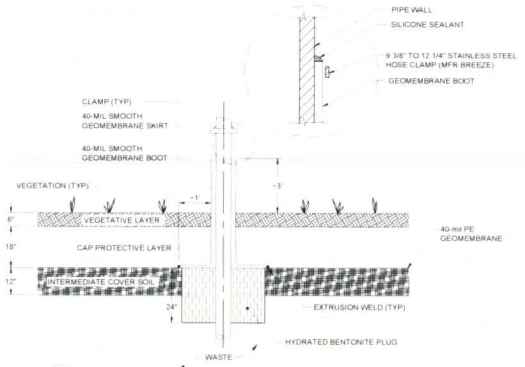 PIPE WALL
SILICONE SEALANT
9 3/8" TO 12 1/4" STAINLESS STEEL
HOSE CLAMP (MFR BREEZE)
GEOMEMBRANE BOOT
CLAMP (TYP)
40-MIL SMOOTH
GEOMEMBRANE SKIRT
40-MIL SMOOTH
GEOMEMBRANE BOOT
VEGETATION (TYP)
~1'
~3'
6"
VEGETATIVE LAYER
18"
CAP PROTECTIVE LAYER
40-mil PE
GEOMEMBRANE
12"
INTERMEDIATE COVER SOIL
24"
EXTRUSION WELD (TYP)
HYDRATED BENTONITE PLUG
WASTE